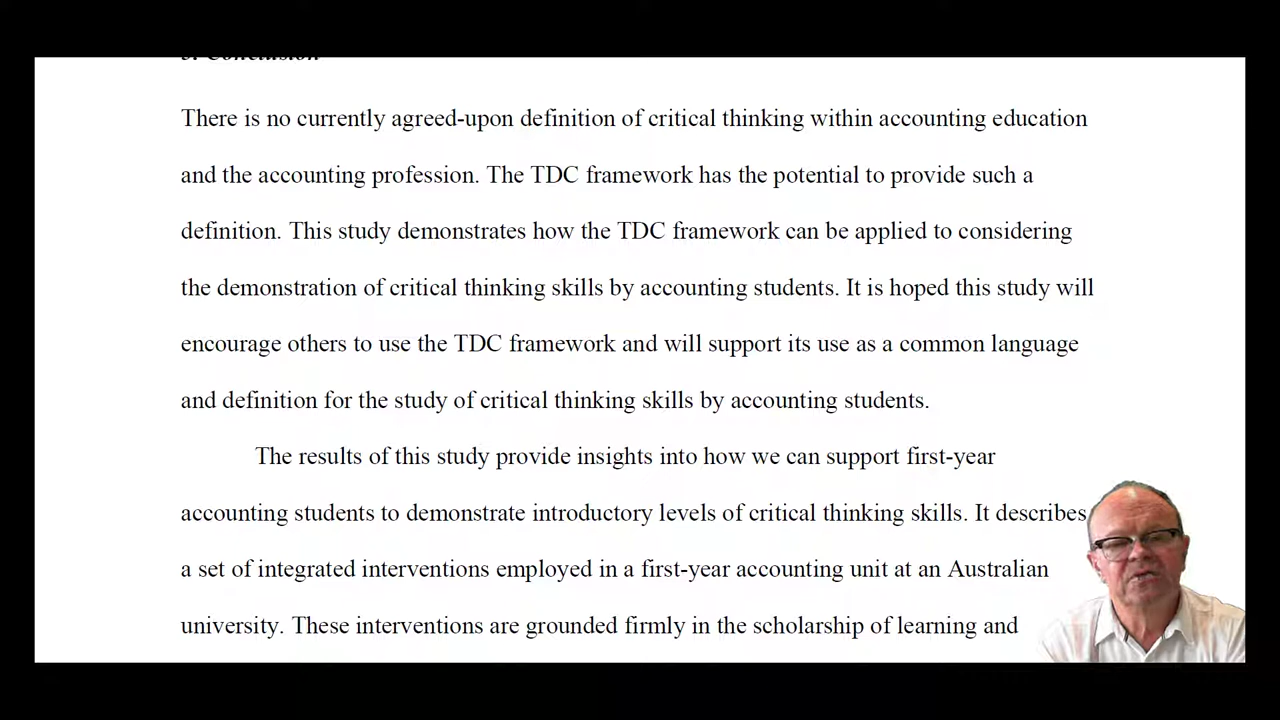 5. Conclusion
There is no currently agreed-upon definition of critical thinking within accounting education
and the accounting profession. The TDC framework has the potential to provide such a
definition. This study demonstrates how the TDC framework can be applied to considering
the demonstration of critical thinking skills by accounting students. It is hoped this study will
encourage others to use the TDC framework and will support its use as a common language
and definition for the study of critical thinking skills by accounting students.
The results of this study provide insights into how we can support first-year
accounting students to demonstrate introductory levels of critical thinking skills. It describes
a set of integrated interventions employed in a first-year accounting unit at an Australian
university. These interventions are grounded firmly in the scholarship of learning and